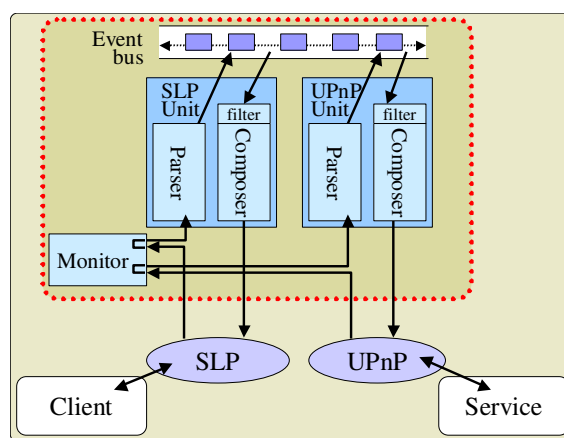 Event
bus
SLP
Unit
filter
Parser
Composer
UPnP
Unit
filter
Parser
Composer
Monitor
SLP
UPnP
Client
Service